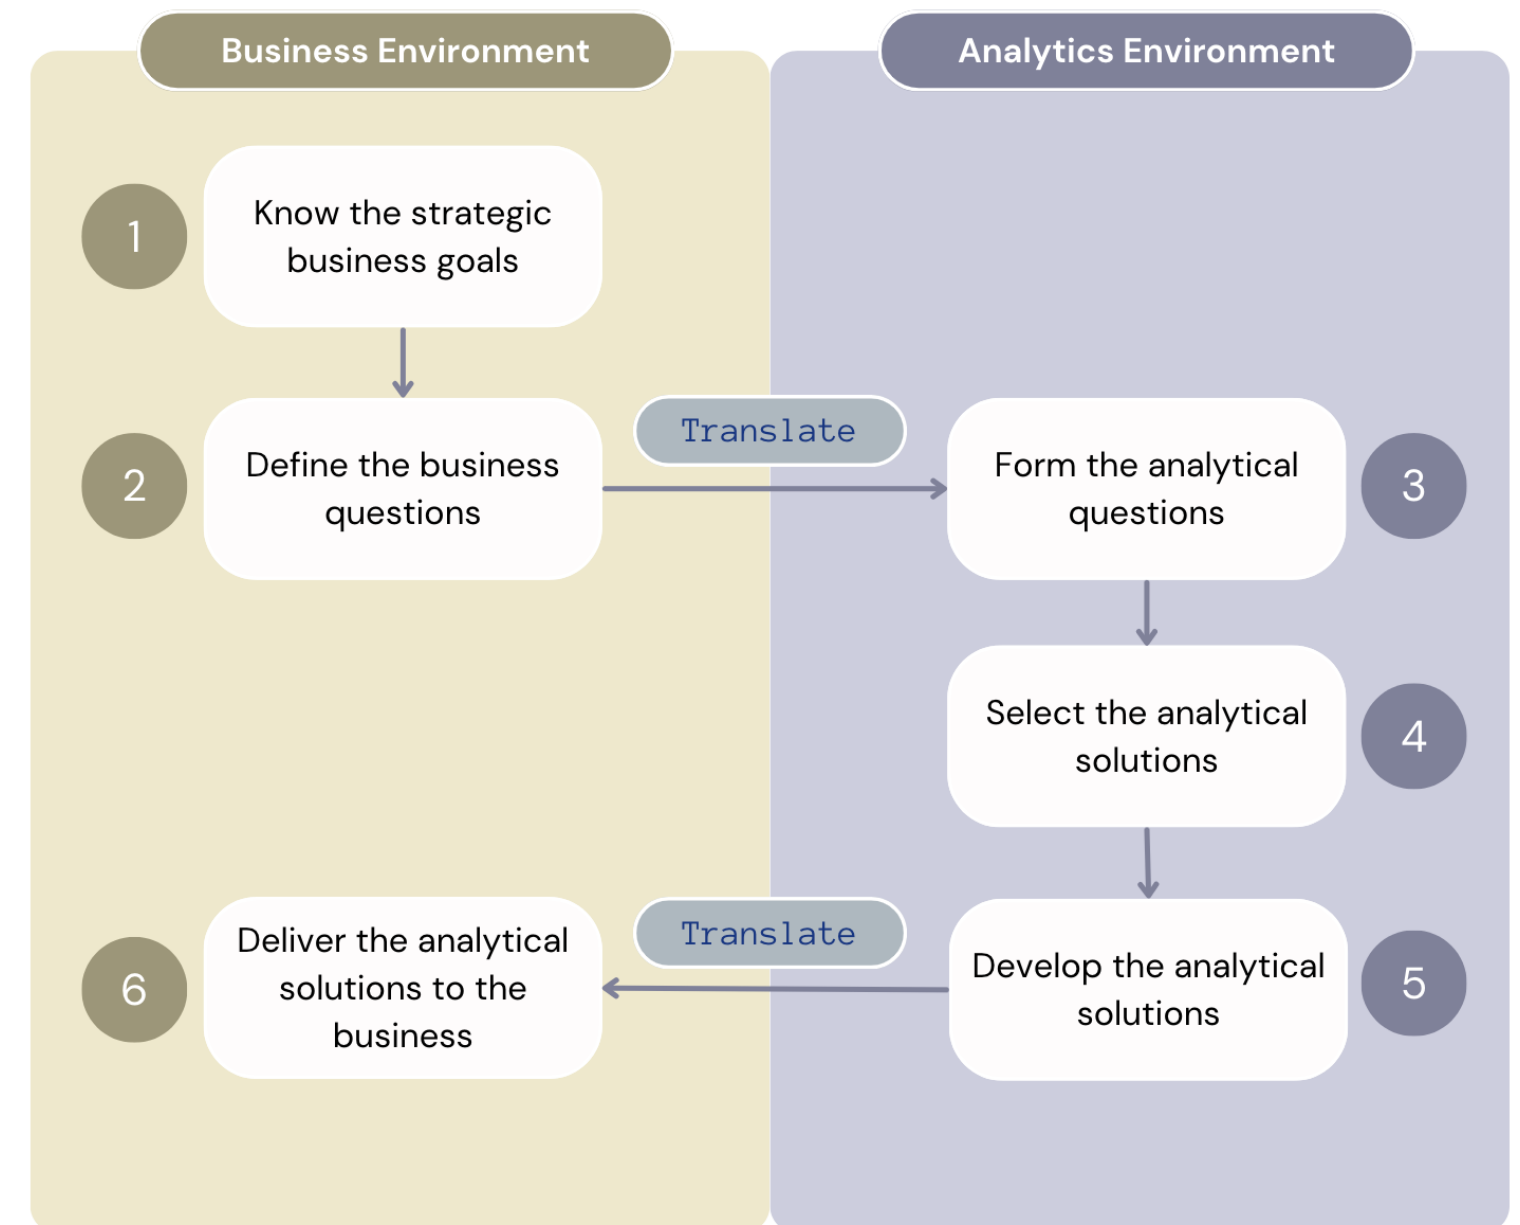 Business Environment
Analytics Environment
1
Know the strategic
business goals
2
Define the business
questions
Translate
Form the analytical
questions
3
Select the analytical
solutions
4
Develop the analytical
solutions
5
Translate
6
Deliver the analytical
solutions to the
business